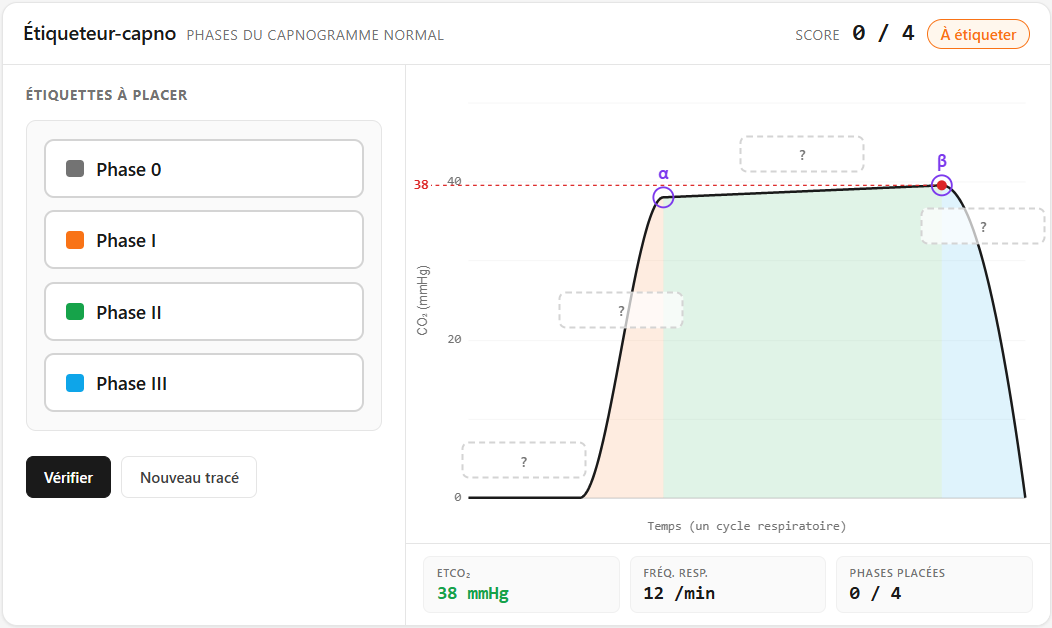 Étiqueteur-capno PHASES DU CAPNOGRAMME NORMAL
SCORE 0 / 4 À étiqueter
ÉTIQUETTES À PLACER
Phase 0
Phase I
Phase II
Phase III
Vérifier Nouveau tracé
?
α
β
38
40
?
?
CO₂ (mmHg)
20
?
0
Temps (un cycle respiratoire)
ETCO₂
38 mmHg
FRÉQ. RESP.
12 /min
PHASES PLACÉES
0 / 4